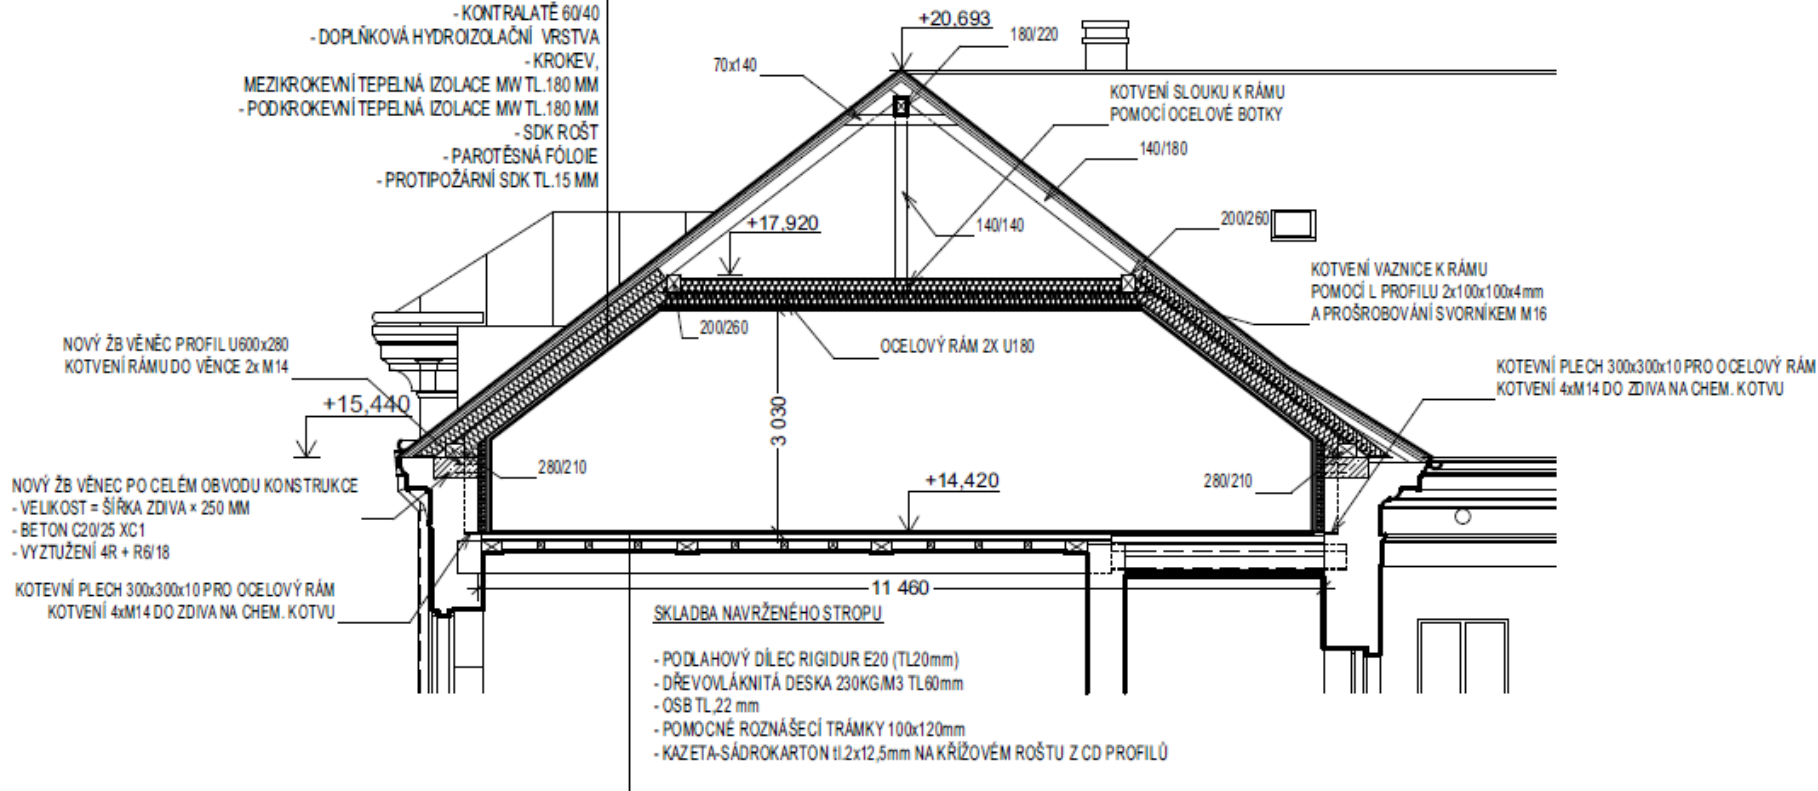 - KONTRALATĚ 60/40
- DOPLŇKOVÁ HYDROIZOLAČNÍ VRSTVA
- KROKEV,
MEZIKROKEVNÍ TEPELNÁ IZOLACE MW TL.180 MM
- PODKROKEVNÍ TEPELNÁ IZOLACE MW TL.180 MM
- SDK ROŠT
- PAROTĚSNÁ FÓLOIE
- PROTIPOŽÁRNÍ SDK TL.15 MM
+20,693
180/220
70x140
KOTVENÍ SLOUKU K RÁMU
POMOCÍ OCELOVÉ BOTKY
140/180
+17,920
140/140
200/260
KOTVENÍ VAZNICE K RÁMU
POMOCÍ L PROFILU 2x100x100x4mm
A PROŠROBOVÁNÍ SVORNÍKEM M16
200/260
OCELOVÝ RÁM 2X U180
NOVÝ ŽB VĚNĚC PROFIL U600x280
KOTVENÍ RÁMU DO VĚNCE 2x M14
KOTEVNÍ PLECH 300x300x10 PRO OCELOVÝ RÁM
KOTVENÍ 4xM14 DO ZDIVA NA CHEM. KOTVU
+15,440
3 030
280/210
280/210
+14,420
NOVÝ ŽB VĚNEC PO CELÉM OBVODU KONSTRUKCE
- VELIKOST = ŠÍŘKA ZDIVA × 250 MM
- BETON C20/25 XC1
- VYZTUŽENÍ 4R + R6/18
KOTEVNÍ PLECH 300x300x10 PRO OCELOVÝ RÁM
KOTVENÍ 4xM14 DO ZDIVA NA CHEM. KOTVU
11 460
SKLADBA NAVRŽENÉHO STROPU
- PODLAHOVÝ DÍLEC RIGIDUR E20 (TL20mm)
- DŘEVOVLÁKNITÁ DESKA 230KG/M3 TL60mm
- OSB TL,22 mm
- POMOCNÉ ROZNÁŠECÍ TRÁMKY 100x120mm
- KAZETA-SÁDROKARTON tl.2x12,5mm NA KŘÍŽOVÉM ROŠTU Z CD PROFILŮ